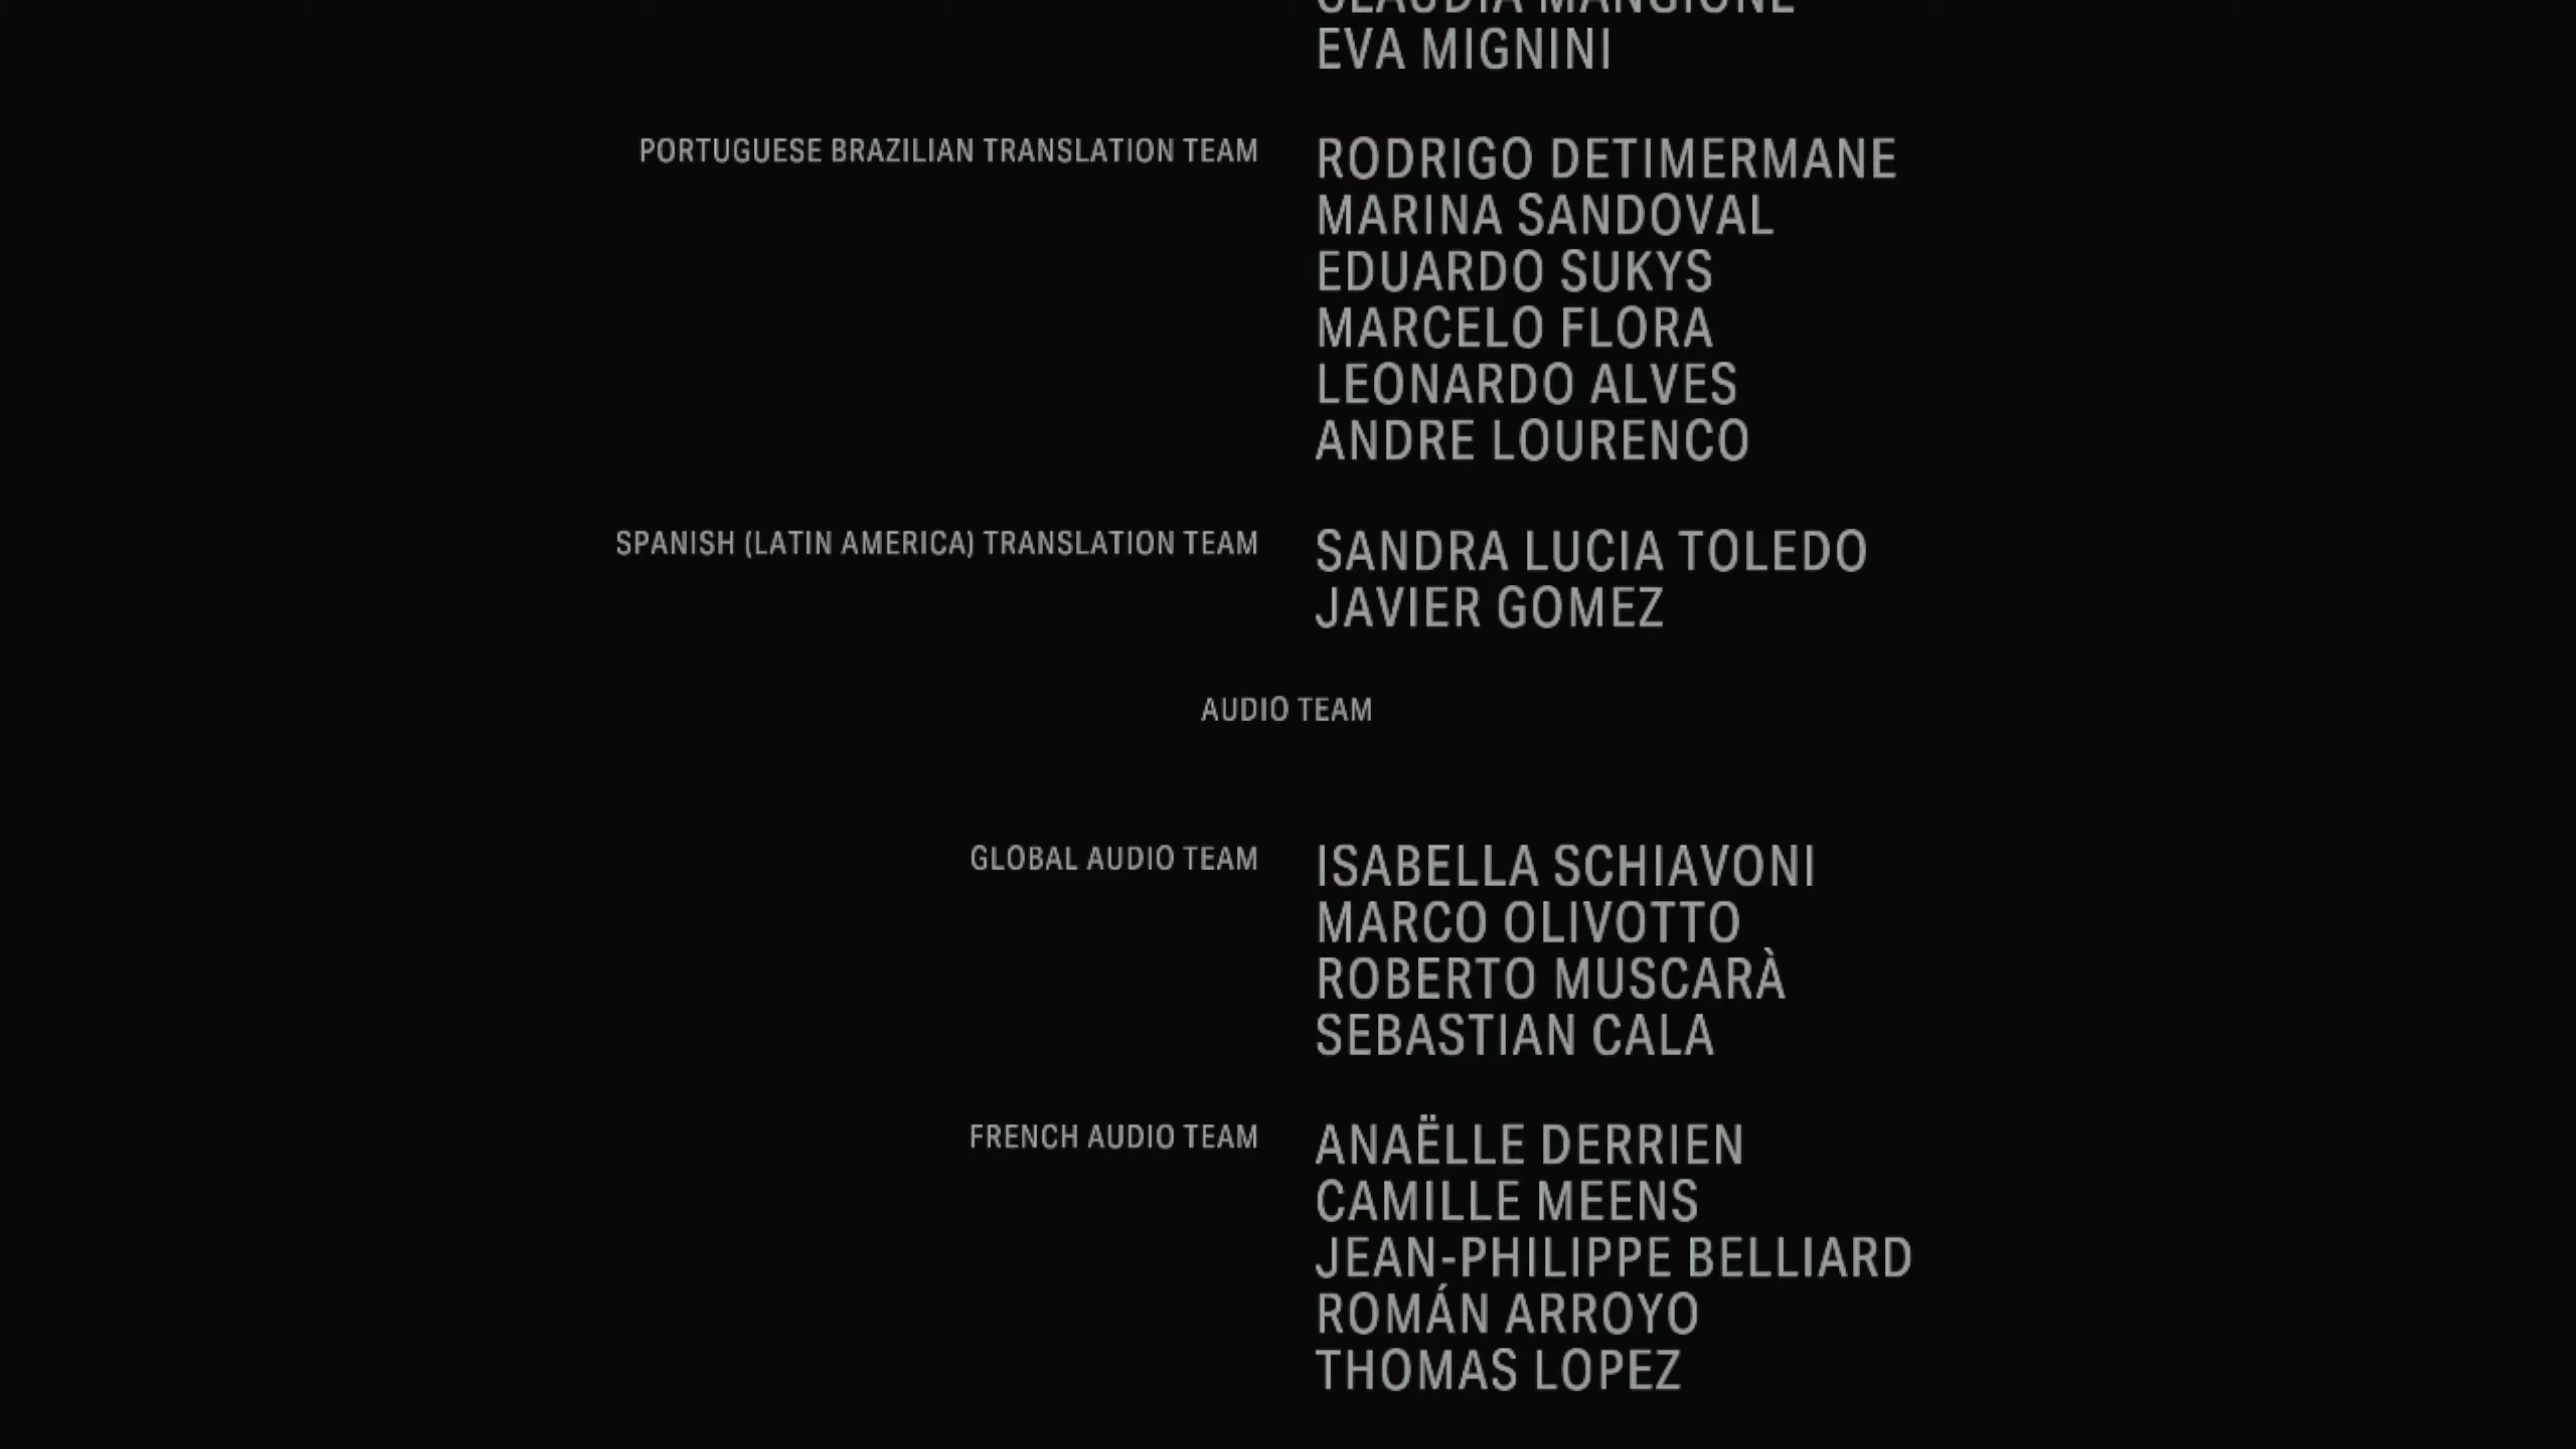 CLAUDIA MANGIONE
EVA MIGNINI
PORTUGUESE BRAZILIAN TRANSLATION TEAM RODRIGO DETIMERMANE
MARINA SANDOVAL
EDUARDO SUKYS
MARCELO FLORA
LEONARDO ALVES
ANDRE LOURENCO
SPANISH (LATIN AMERICA) TRANSLATION TEAM SANDRA LUCIA TOLEDO
JAVIER GOMEZ
AUDIO TEAM
GLOBAL AUDIO TEAM ISABELLA SCHIAVONI
MARCO OLIVOTTO
ROBERTO MUSCARÀ
SEBASTIAN CALA
FRENCH AUDIO TEAM ANAËLLE DERRIEN
CAMILLE MEENS
JEAN-PHILIPPE BELLIARD
ROMÁN ARROYO
THOMAS LOPEZ